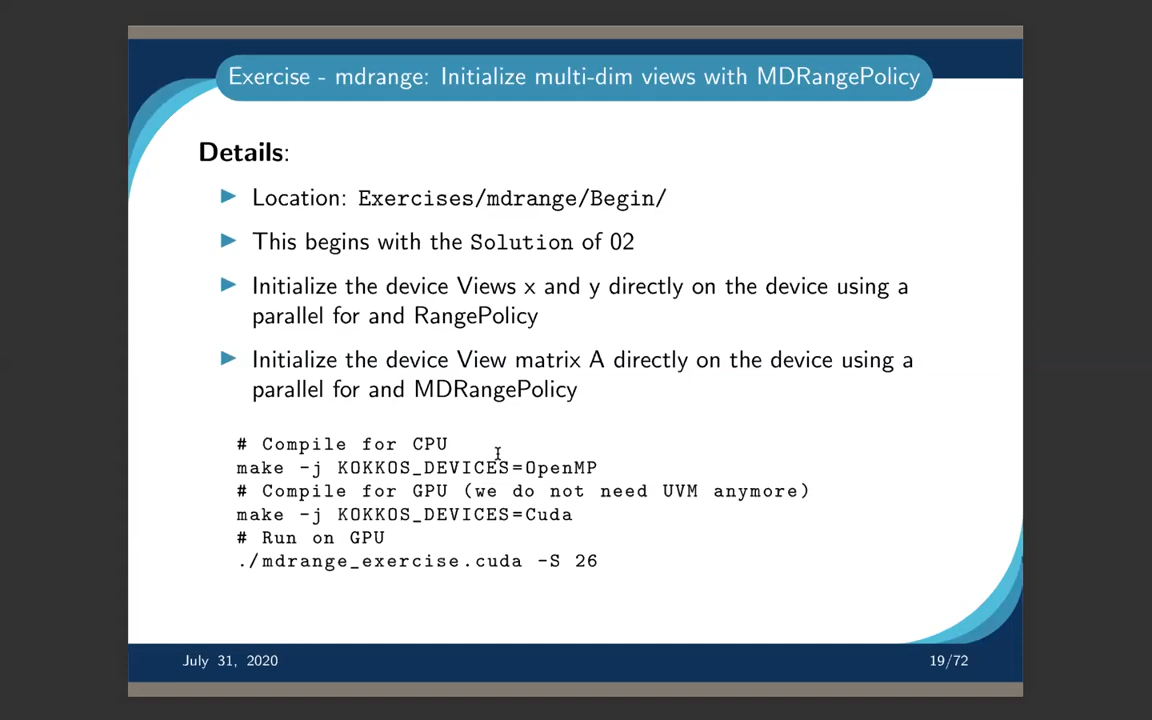 Exercise - mdrange: Initialize multi-dim views with MDRangePolicy
Details:
Location: Exercises/mdrange/Begin/
This begins with the Solution of 02
Initialize the device Views x and y directly on the device using a
parallel for and RangePolicy
Initialize the device View matrix A directly on the device using a
parallel for and MDRangePolicy
# Compile for CPU
make -j KOKKOS_DEVICES=OpenMP
# Compile for GPU (we do not need UVM anymore)
make -j KOKKOS_DEVICES=Cuda
# Run on GPU
./mdrange_exercise.cuda -S 26
July 31, 2020
19/72